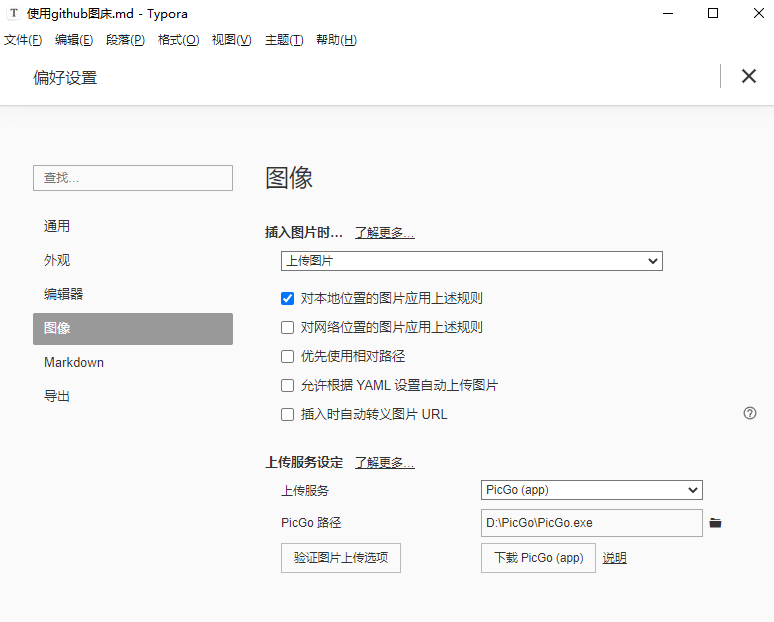 T 使用github图床.md - Typora
文件(F) 编辑(E) 段落(P) 格式(O) 视图(V) 主题(T) 帮助(H)
偏好设置
查找...
通用
外观
编辑器
图像
Markdown
导出
图像
插入图片时... 了解更多...
上传图片
对本地位置的图片应用上述规则
对网络位置的图片应用上述规则
优先使用相对路径
允许根据 YAML 设置自动上传图片
插入时自动转义图片 URL
上传服务设定 了解更多...
上传服务 PicGo (app)
PicGo 路径 D:\PicGo\PicGo.exe
验证图片上传选项 下载 PicGo (app) 说明